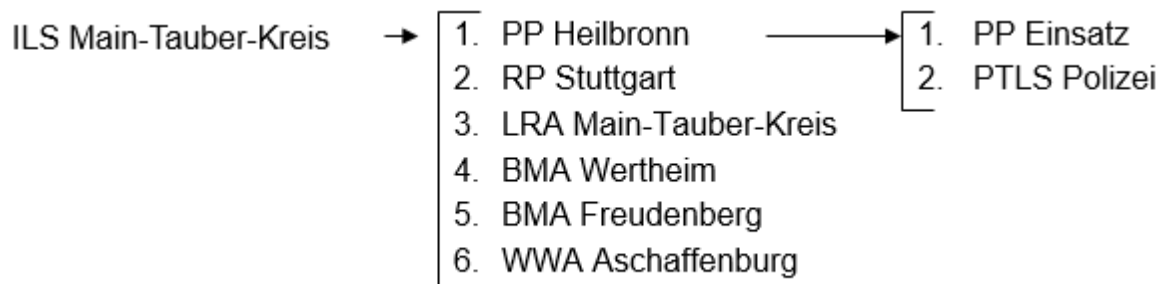 ILS Main-Tauber-Kreis
1. PP Heilbronn
2. RP Stuttgart
3. LRA Main-Tauber-Kreis
4. BMA Wertheim
5. BMA Freudenberg
6. WWA Aschaffenburg
1. PP Einsatz
2. PTLS Polizei